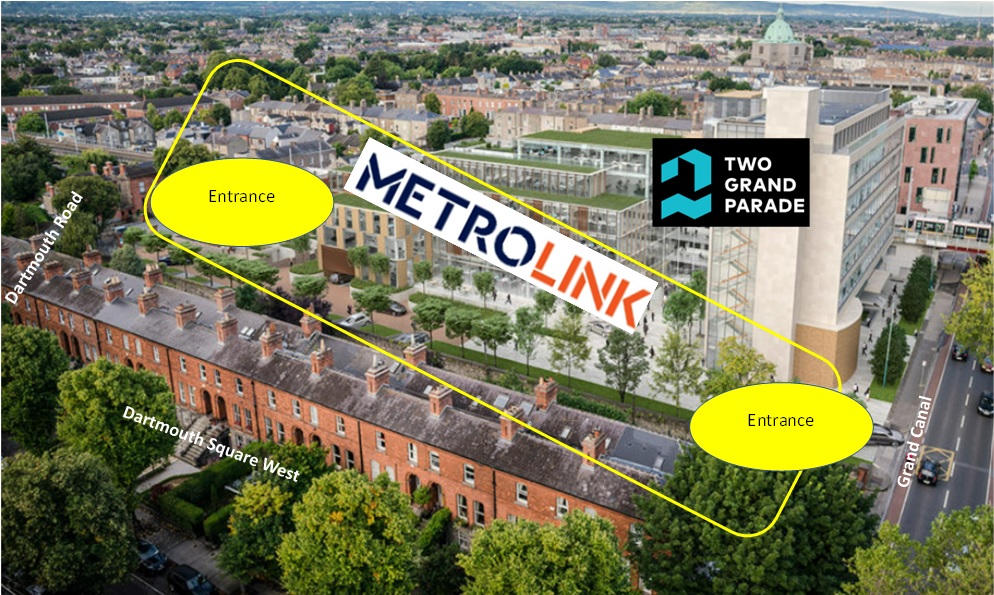 Entrance
METROLINK
TWO
GRAND
PARADE
Dartmouth Road
Dartmouth Square West
Entrance
Grand Canal